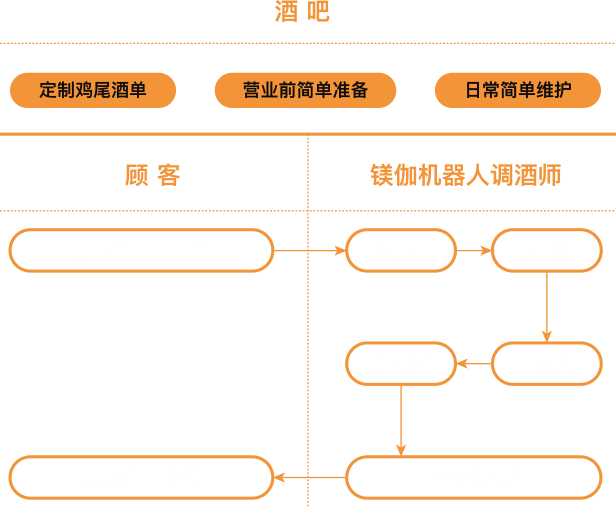 酒 吧
定制鸡尾酒单
营业前简单准备
日常简单维护
顾 客
镁伽机器人调酒师